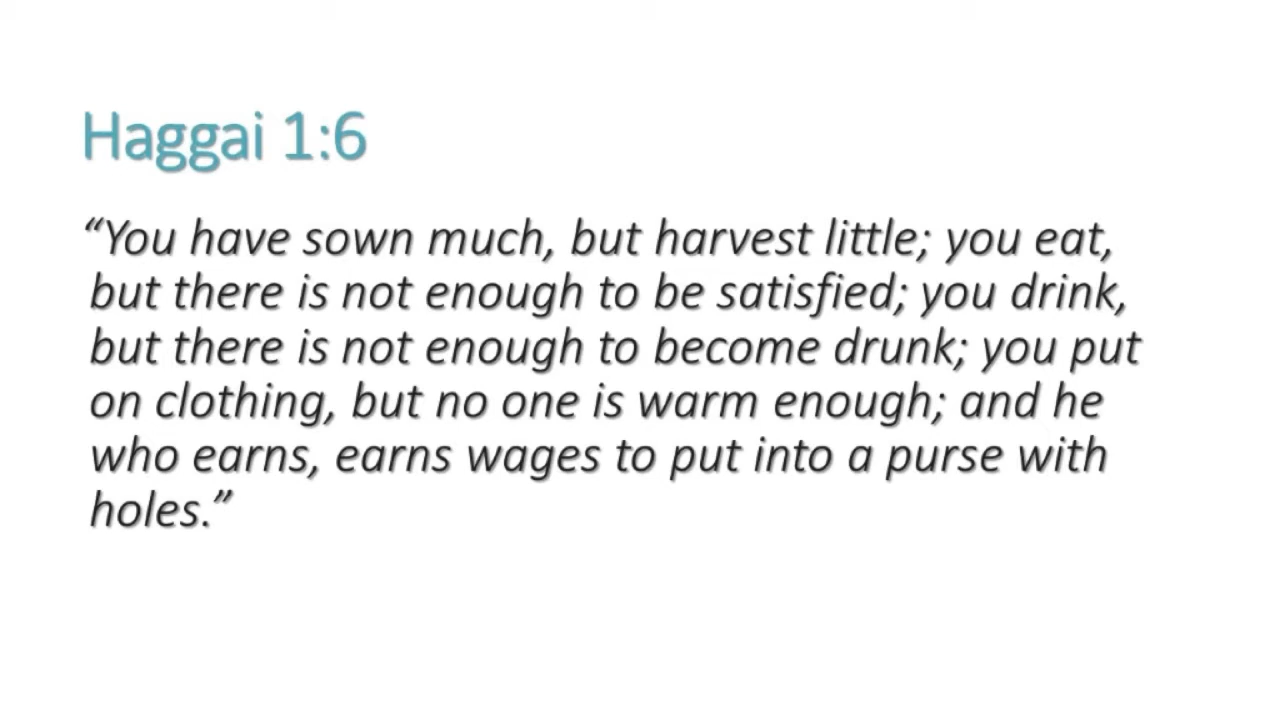 Haggai 1:6
“You have sown much, but harvest little; you eat,
but there is not enough to be satisfied; you drink,
but there is not enough to become drunk; you put
on clothing, but no one is warm enough; and he
who earns, earns wages to put into a purse with
holes.”